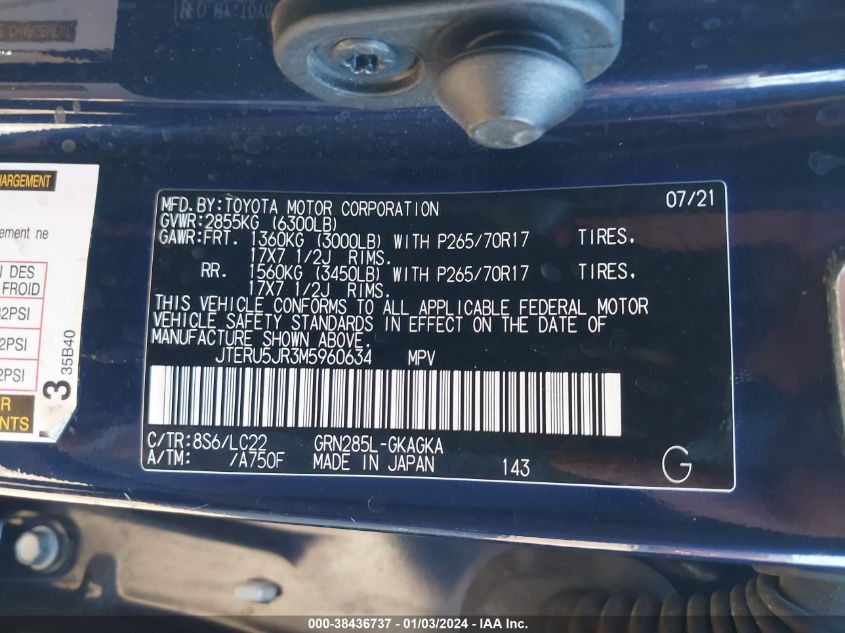 MFD.BY:TOYOTA MOTOR CORPORATION 07/21
GVWR:2855KG (6300LB)
GAWR:FRT. 1360KG (3000LB) WITH P265/70R17 TIRES.
17X7 1/2J RIMS.
RR. 1560KG (3450LB) WITH P265/70R17 TIRES.
17X7 1/2J RIMS.
THIS VEHICLE CONFORMS TO ALL APPLICABLE FEDERAL MOTOR
VEHICLE SAFETY STANDARDS IN EFFECT ON THE DATE OF
MANUFACTURE SHOWN ABOVE.
JTERU5JR3M5960634 MPV
C/TR:8S6/LC22 GRN285L-GKAGKA
A/TM: /A750F MADE IN JAPAN 143 G
ARGEMENT
ement ne
N DES
FROID
2PSI
2PSI
2PSI
R
NTS
3 35B40
000-38436737 - 01/03/2024 - IAA Inc.